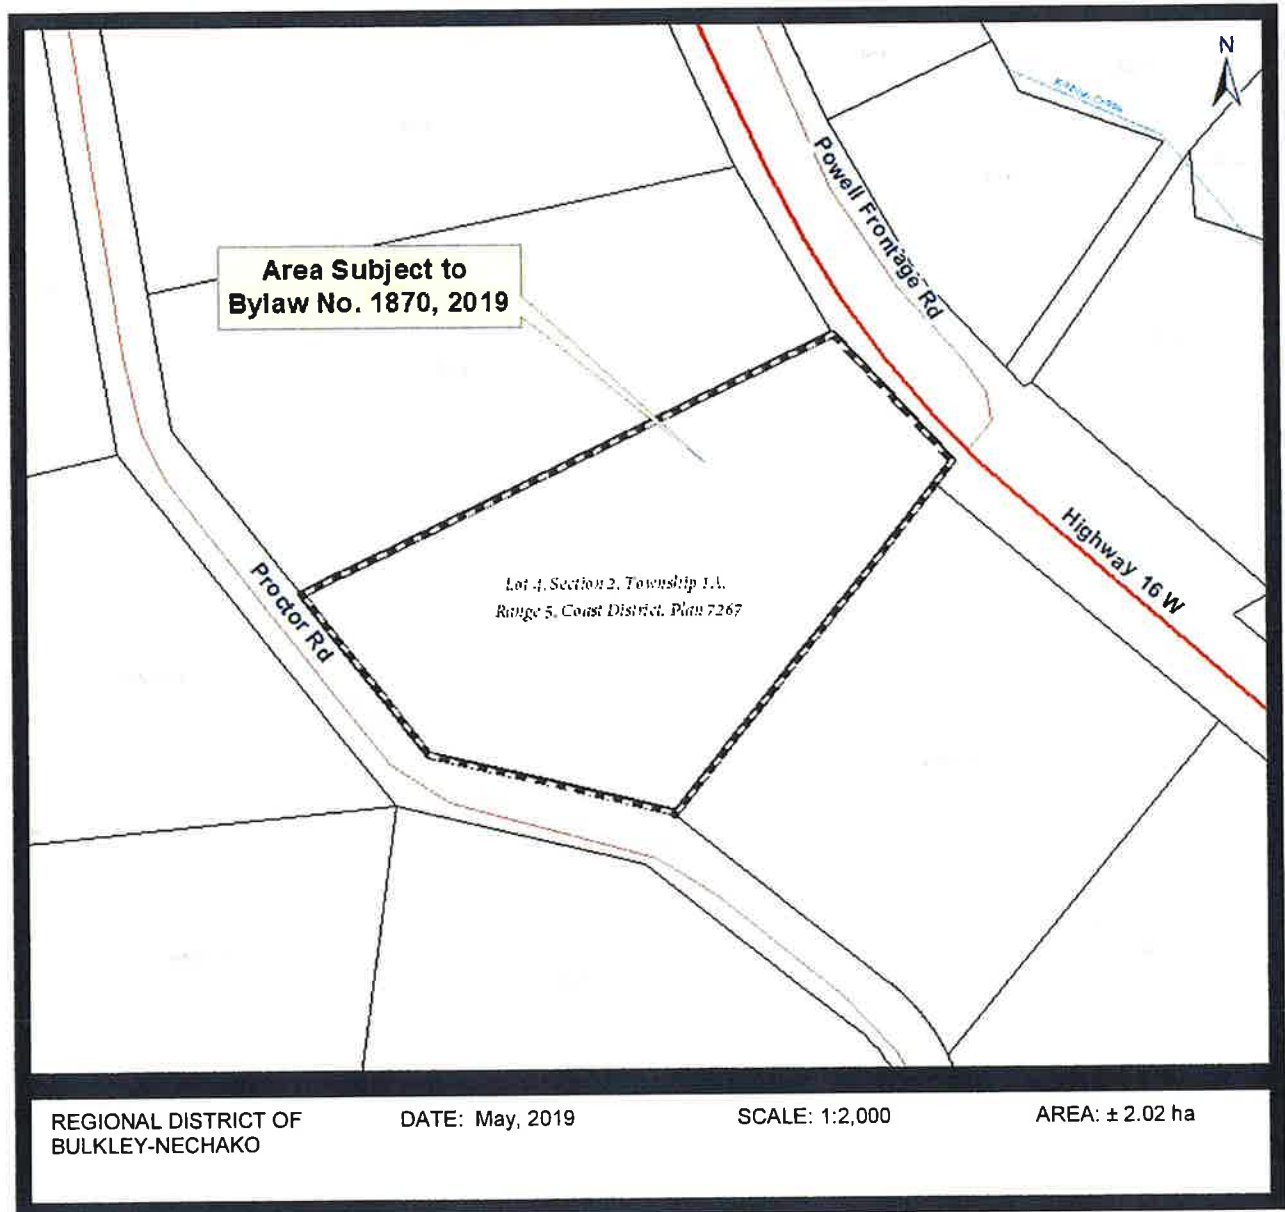 N
Powell Frontage Rd
Area Subject to
Bylaw No. 1870, 2019
Highway 16 W
Lot 4, Section 2, Township 1A,
Range 5, Coast District, Plan 7267
Proctor Rd
REGIONAL DISTRICT OF
BULKLEY-NECHAKO
DATE: May, 2019
SCALE: 1:2,000
AREA: ± 2.02 ha